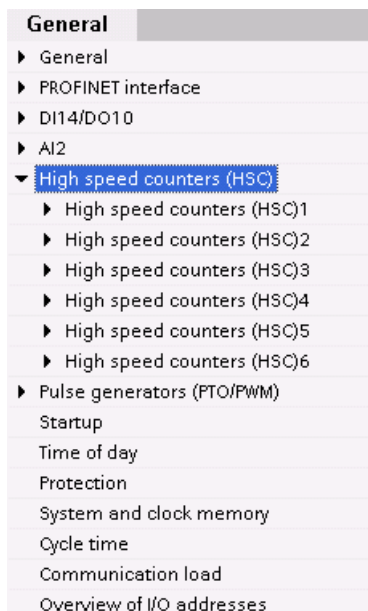 General
General
PROFINET interface
DI14/DO10
AI2
High speed counters (HSC)
High speed counters (HSC)1
High speed counters (HSC)2
High speed counters (HSC)3
High speed counters (HSC)4
High speed counters (HSC)5
High speed counters (HSC)6
Pulse generators (PTO/PWM)
Startup
Time of day
Protection
System and clock memory
Cycle time
Communication load
Overview of I/O addresses